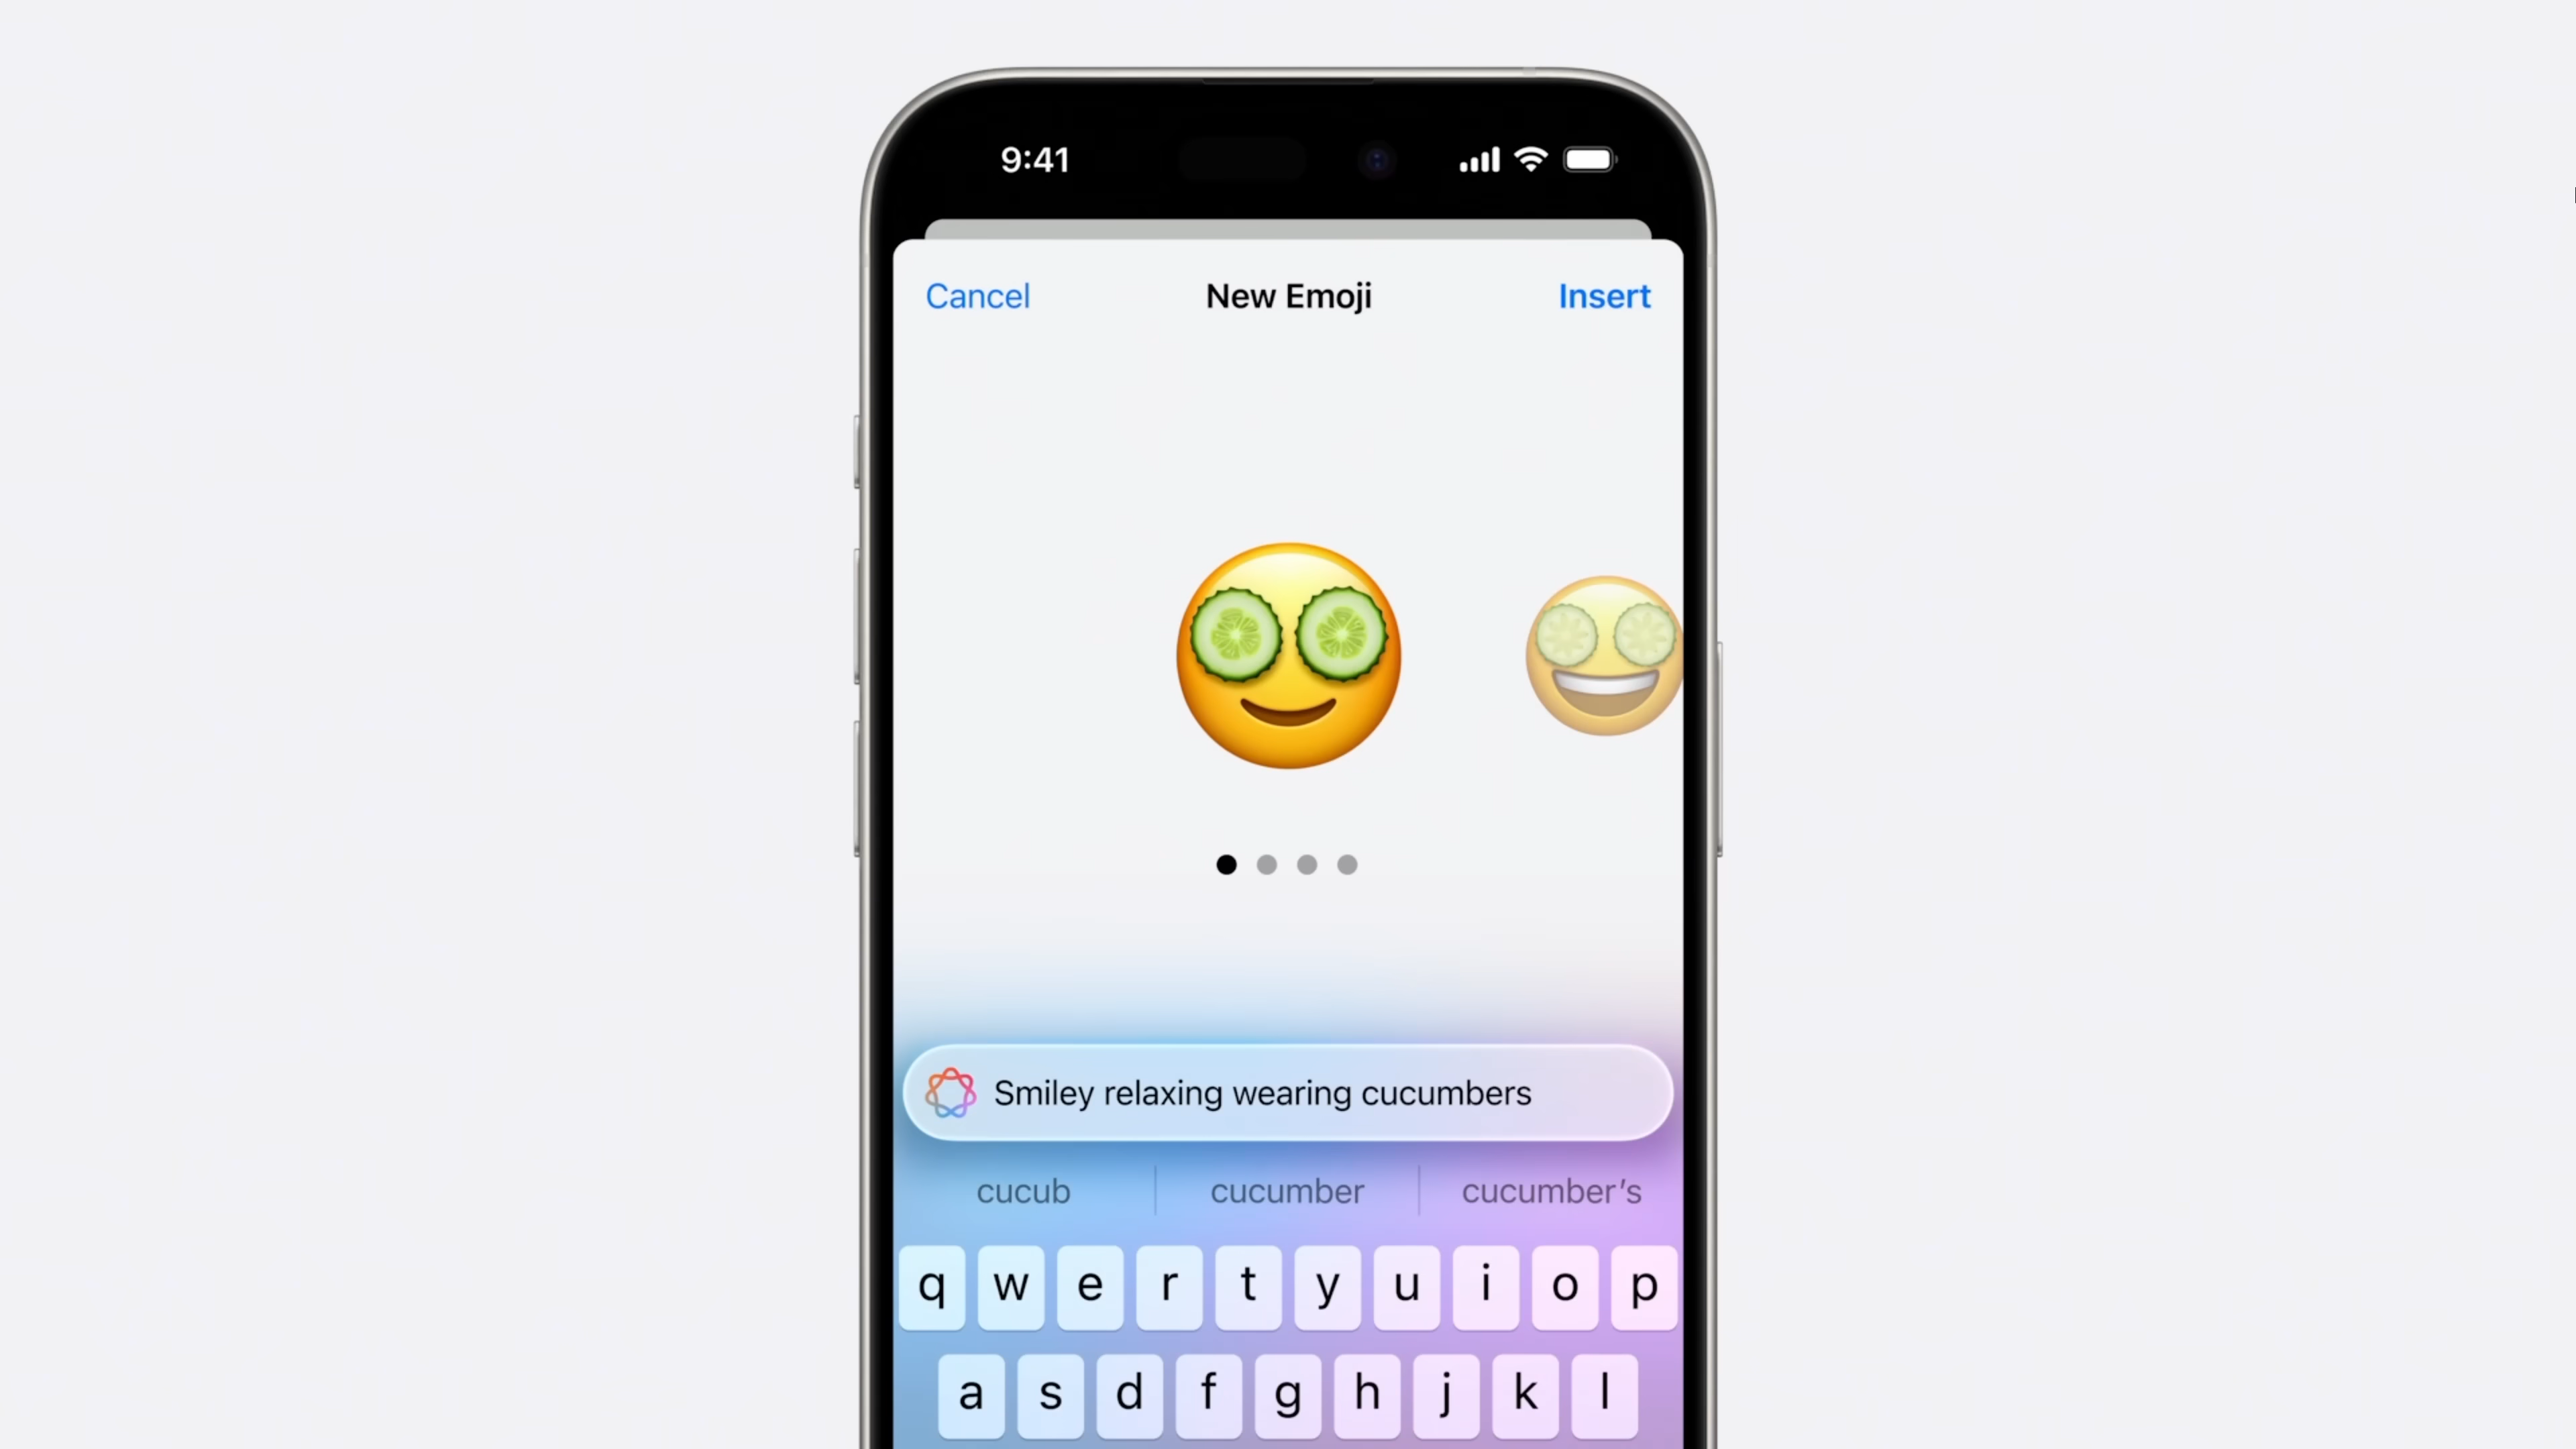 9:41
Cancel New Emoji Insert
Smiley relaxing wearing cucumbers
cucub cucumber cucumber’s
q w e r t y u i o p
a s d f g h j k l